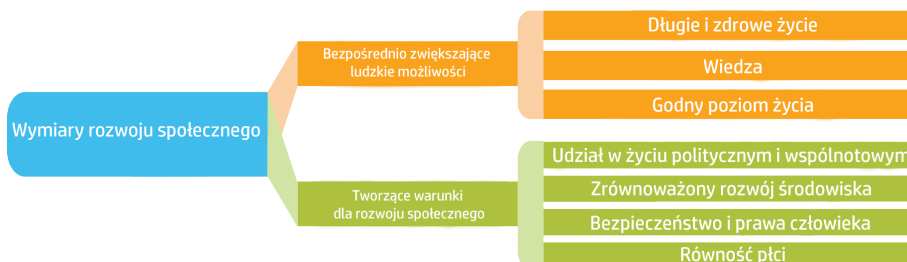 Wymiary rozwoju społecznego
Bezpośrednio zwiększające
ludzkie możliwości
Długie i zdrowe życie
Wiedza
Godny poziom życia
Tworzące warunki
dla rozwoju społecznego
Udział w życiu politycznym i wspólnotowym
Zrównoważony rozwój środowiska
Bezpieczeństwo i prawa człowieka
Równość płci